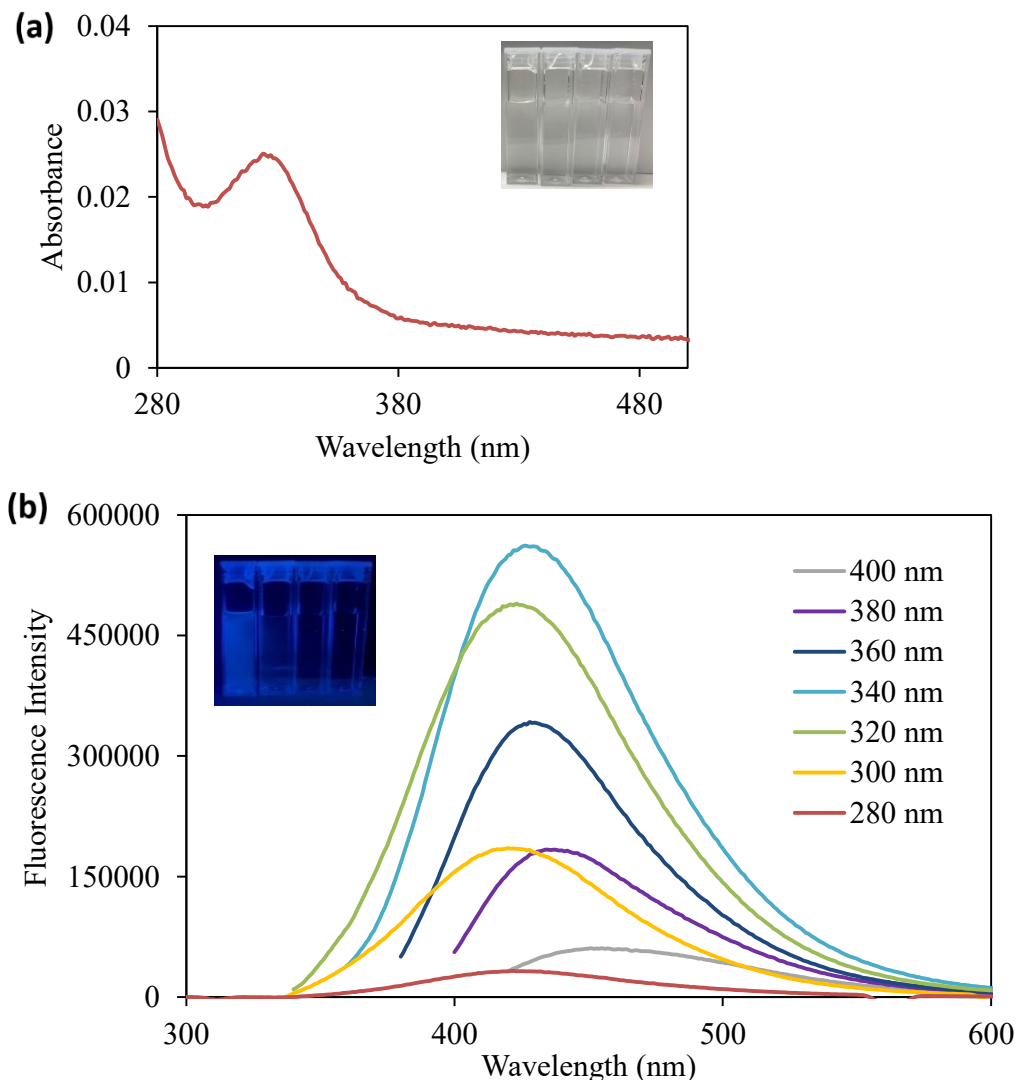 (a)
0.04
0.03
0.02
0.01
0
Absorbance
280
380
480
Wavelength (nm)
(b)
600000
450000
300000
150000
0
Fluorescence Intensity
400 nm
380 nm
360 nm
340 nm
320 nm
300 nm
280 nm
300
400
500
600
Wavelength (nm)